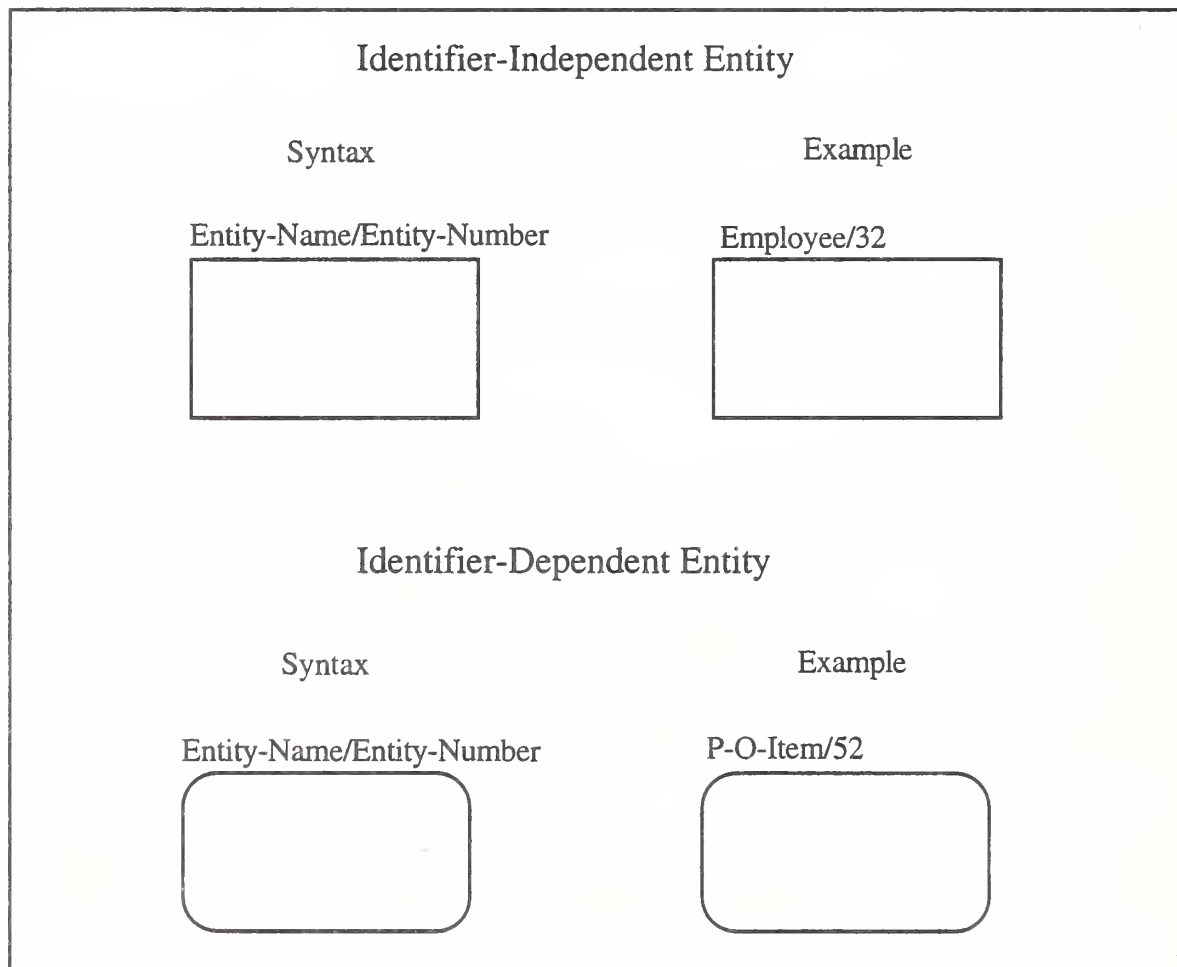 Identifier-Independent Entity
Syntax
Example
Entity-Name/Entity-Number
Employee/32
Identifier-Dependent Entity
Syntax
Example
Entity-Name/Entity-Number
P-O-Item/52